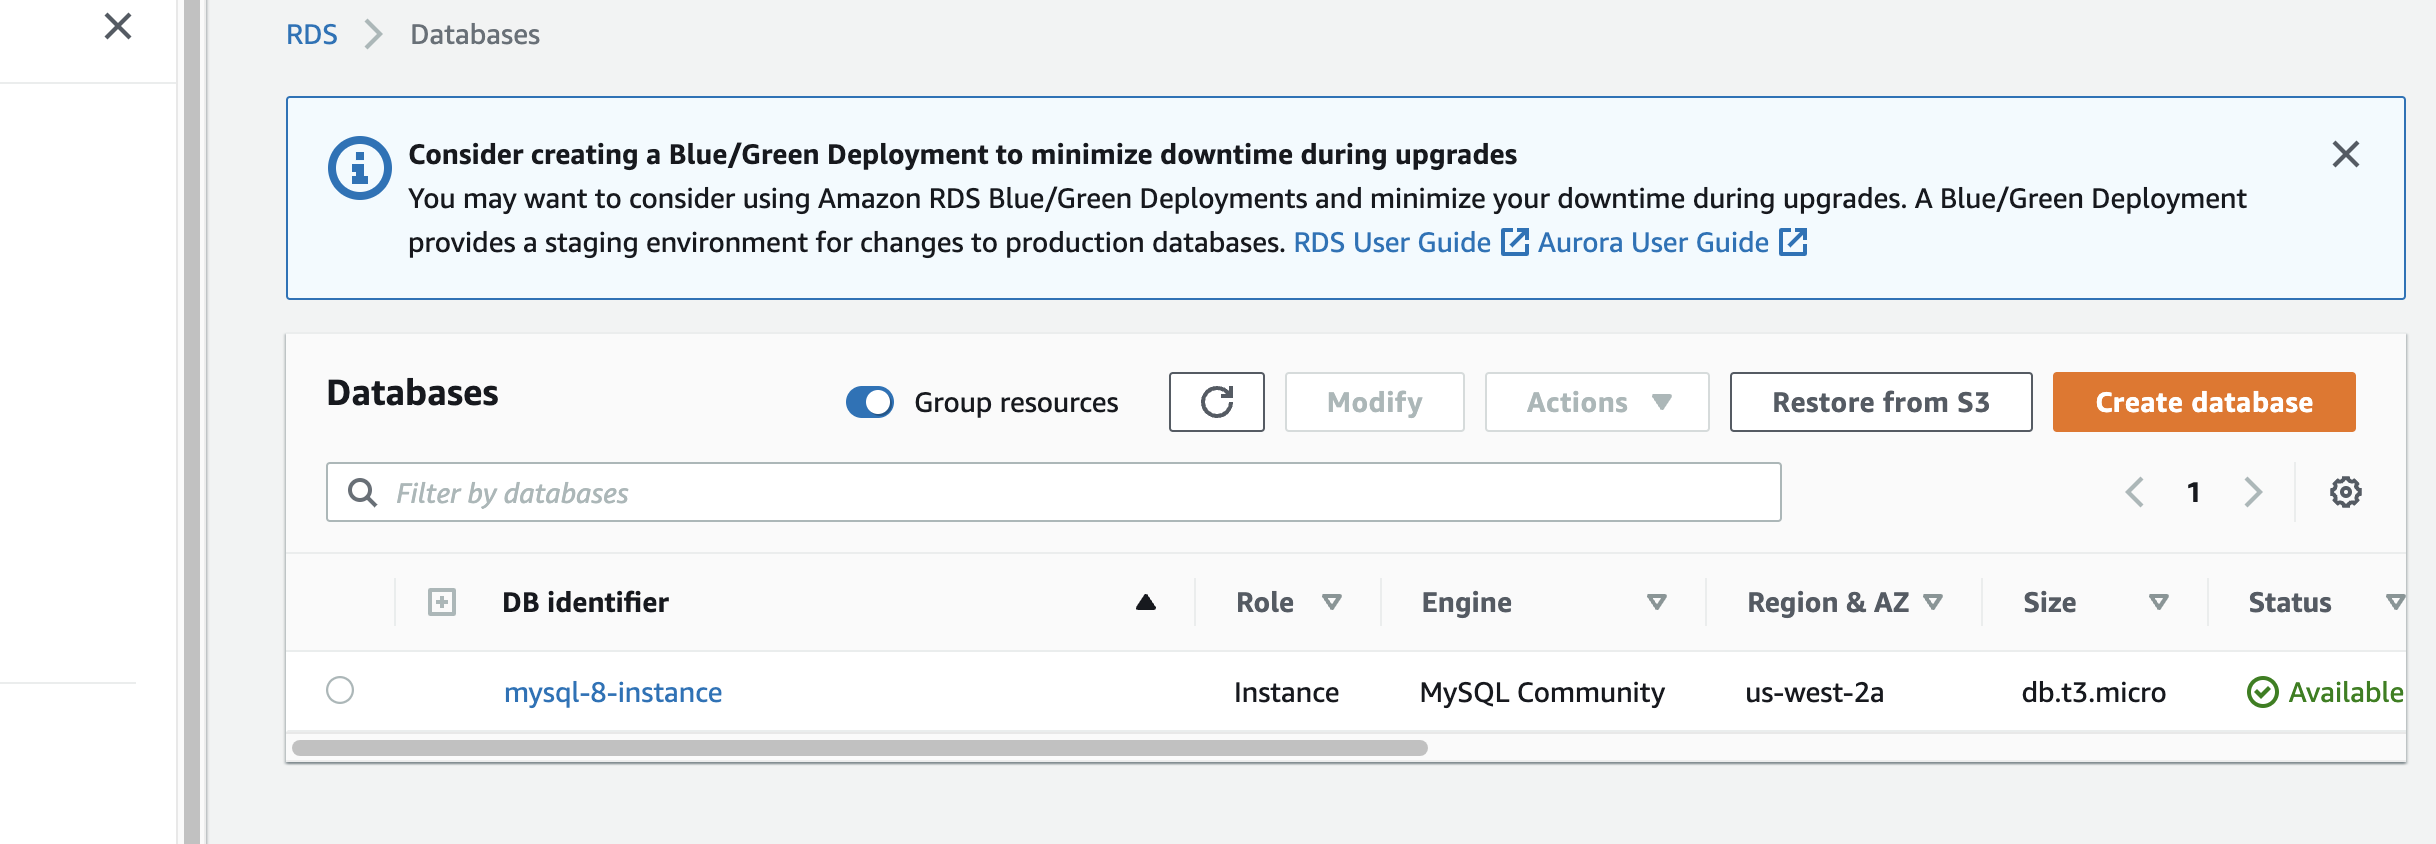 RDS Databases
Consider creating a Blue/Green Deployment to minimize downtime during upgrades
You may want to consider using Amazon RDS Blue/Green Deployments and minimize your downtime during upgrades. A Blue/Green Deployment
provides a staging environment for changes to production databases. RDS User Guide Aurora User Guide
Databases Group resources Modify Actions Restore from S3 Create database
Filter by databases 1
DB identifier Role Engine Region & AZ Size Status
mysql-8-instance Instance MySQL Community us-west-2a db.t3.micro Available